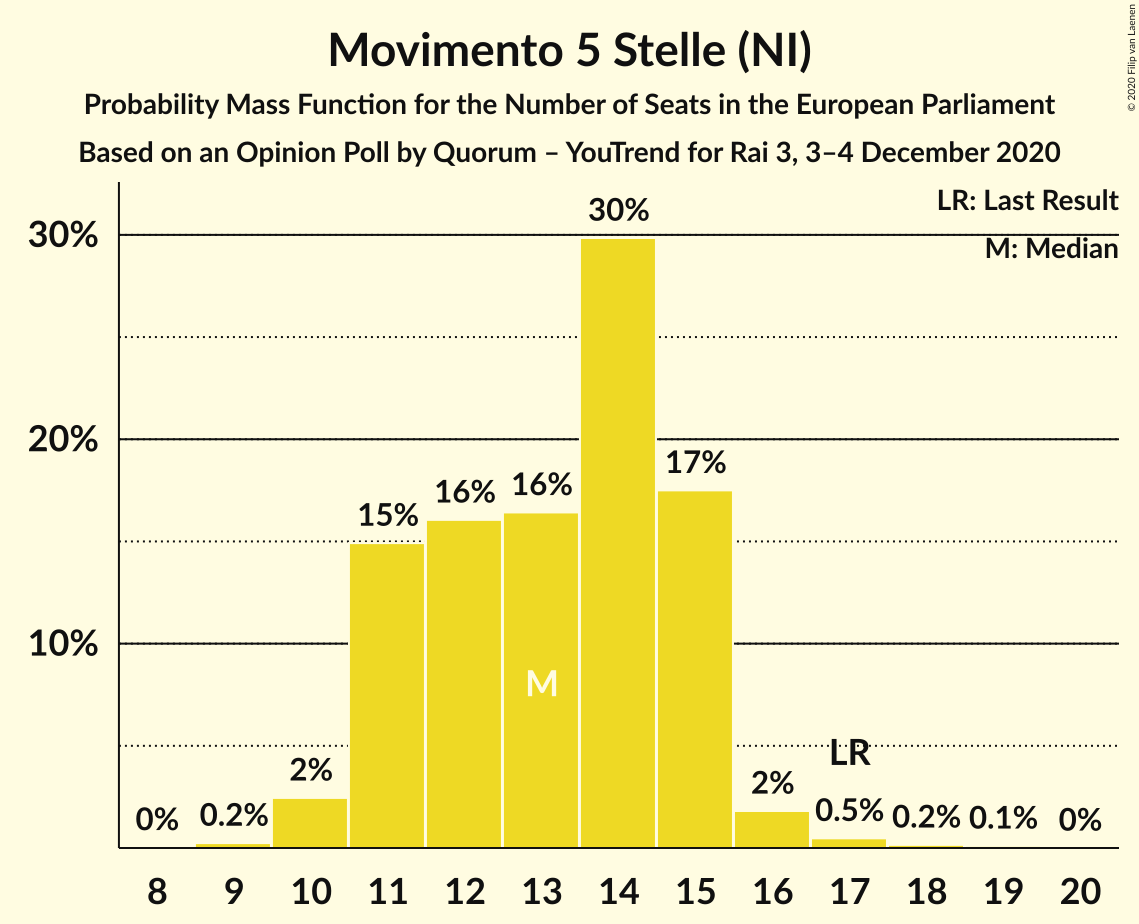 Movimento 5 Stelle (NI)
Probability Mass Function for the Number of Seats in the European Parliament
Based on an Opinion Poll by Quorum – YouTrend for Rai 3, 3–4 December 2020
© 2020 Filip van Laenen
LR: Last Result
M: Median
30%
20%
10%
0%
0.2%
2%
15%
16%
16%
30%
17%
2%
0.5%
0.2%
0.1%
0%
M
LR
8 9 10 11 12 13 14 15 16 17 18 19 20